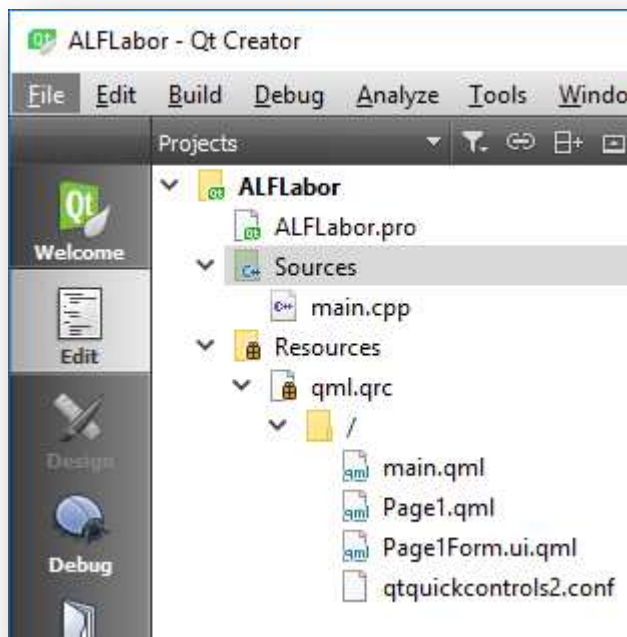 ALFLabor - Qt Creator
File Edit Build Debug Analyze Tools Windo
Projects
ALFLabor
ALFLabor.pro
Sources
main.cpp
Resources
qml.qrc
/
main.qml
Page1.qml
Page1Form.ui.qml
qtquickcontrols2.conf
Welcome
Edit
Design
Debug